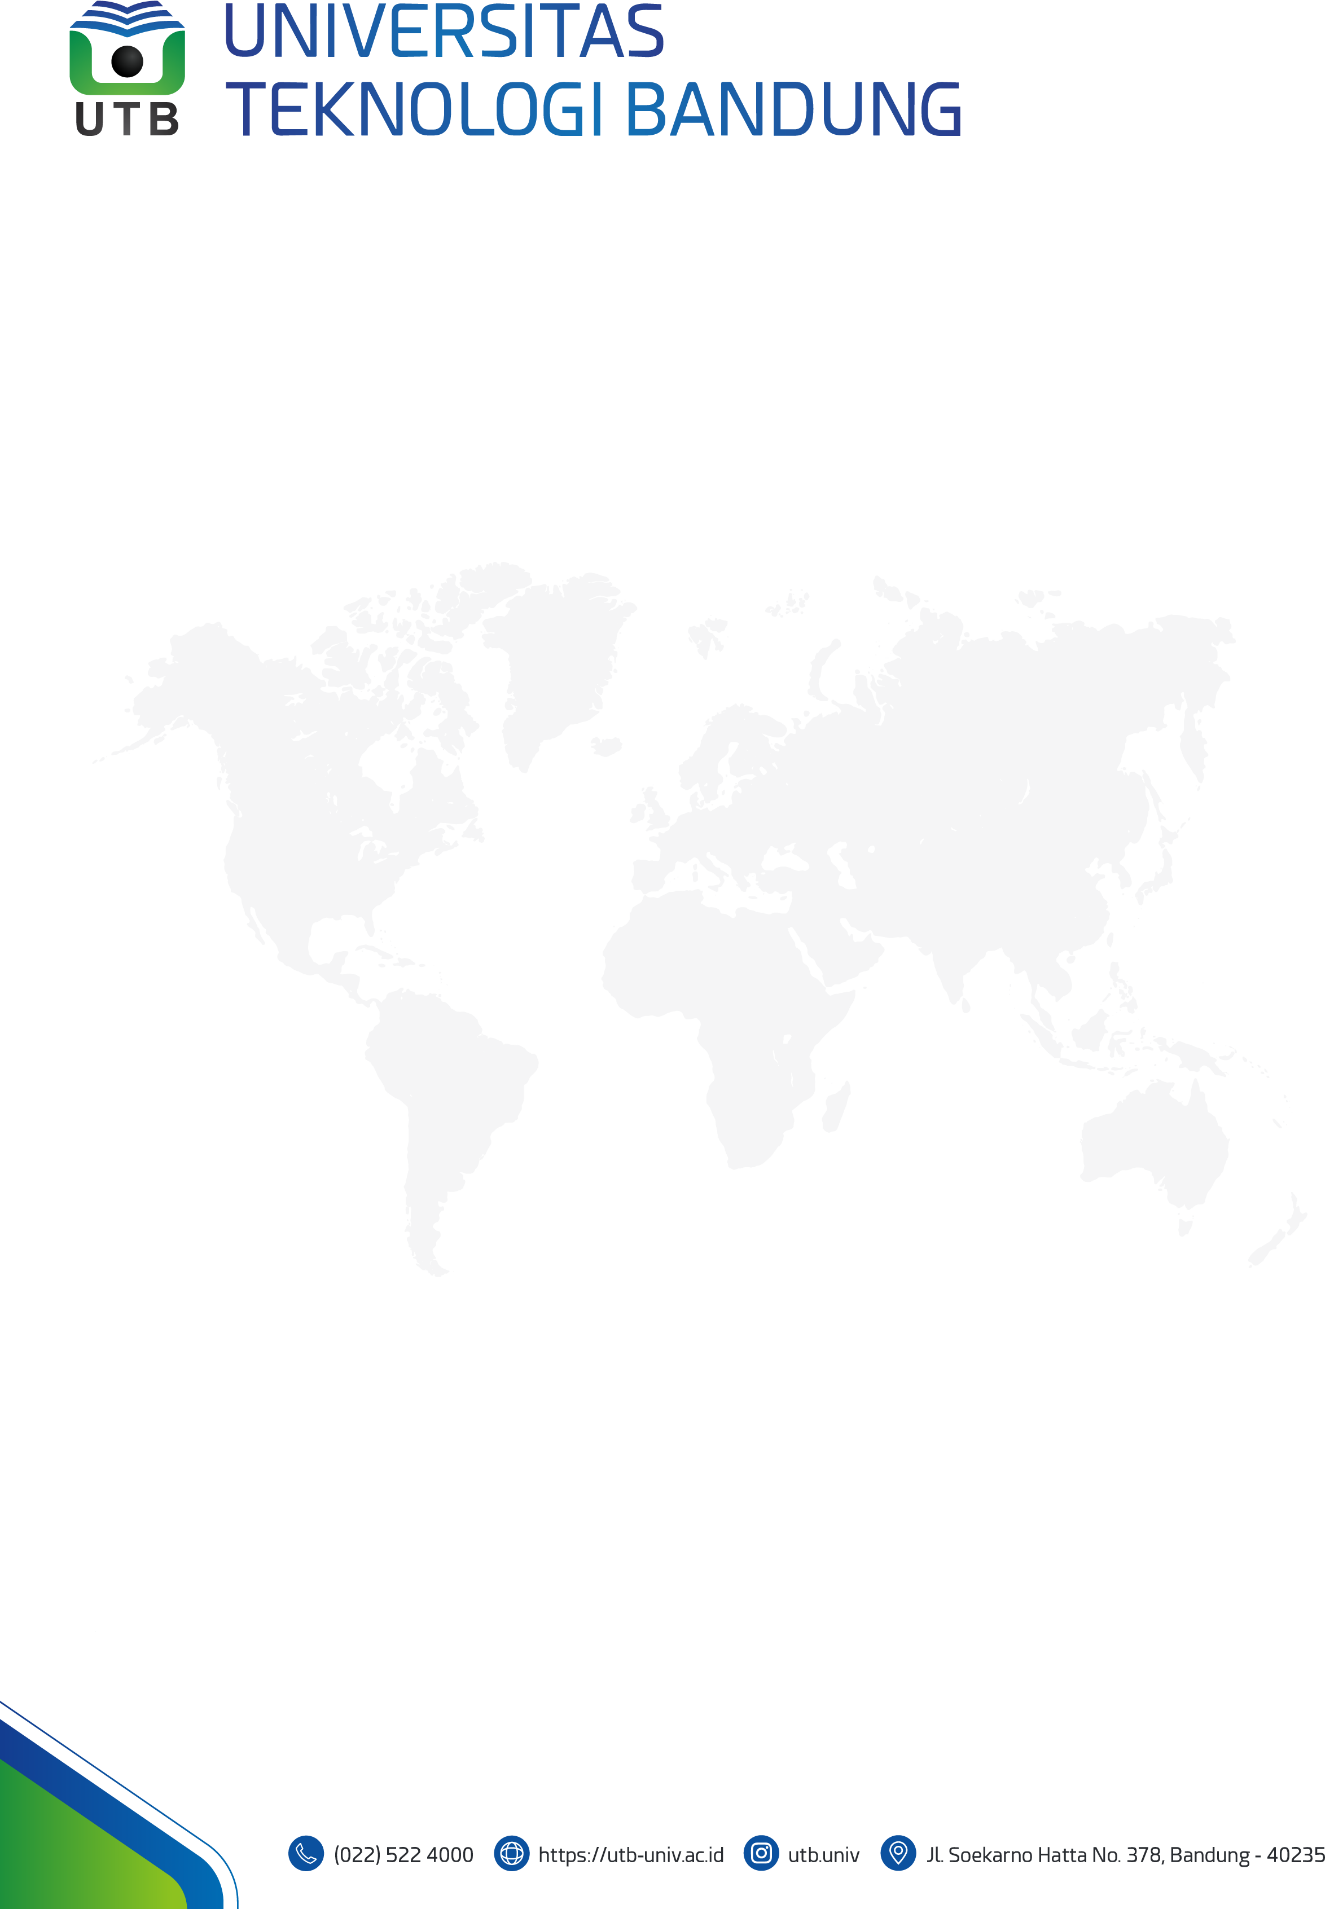 UTB
UNIVERSITAS
TEKNOLOGI BANDUNG
(022) 522 4000 https://utb-univ.ac.id utb.univ Jl. Soekarno Hatta No. 378, Bandung - 40235